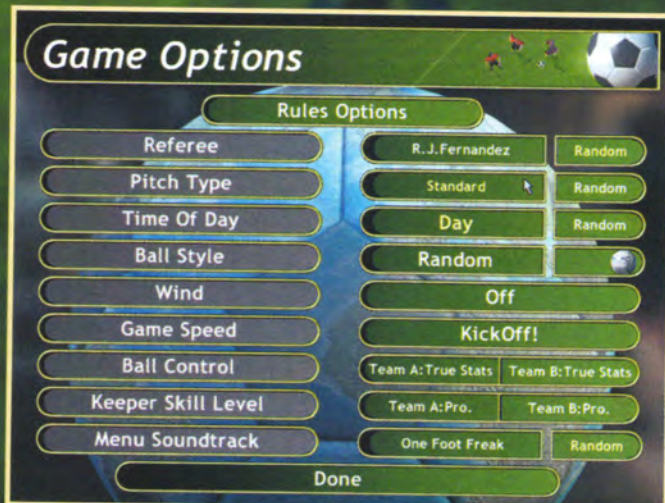 Game Options
Rules Options
Referee R.J.Fernandez Random
Pitch Type Standard Random
Time Of Day Day Random
Ball Style Random
Wind Off
Game Speed KickOff!
Ball Control Team A:True Stats Team B:True Stats
Keeper Skill Level Team A:Pro. Team B:Pro.
Menu Soundtrack One Foot Freak Random
Done